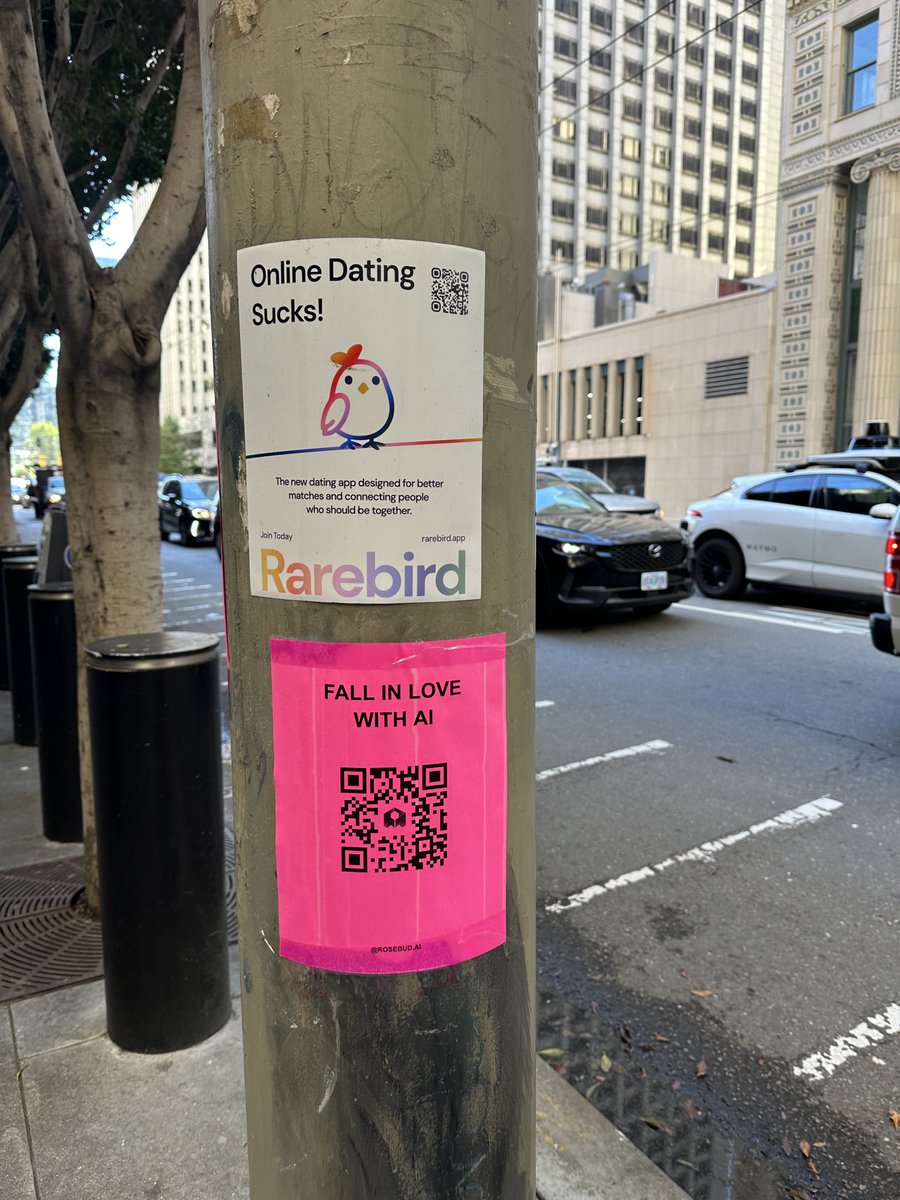 Online Dating
Sucks!
The new dating app designed for better
matches and connecting people
who should be together.
Join Today
rarebird.app
Rarebird
FALL IN LOVE
WITH AI
@ROSEBUD.AI
WAYMO